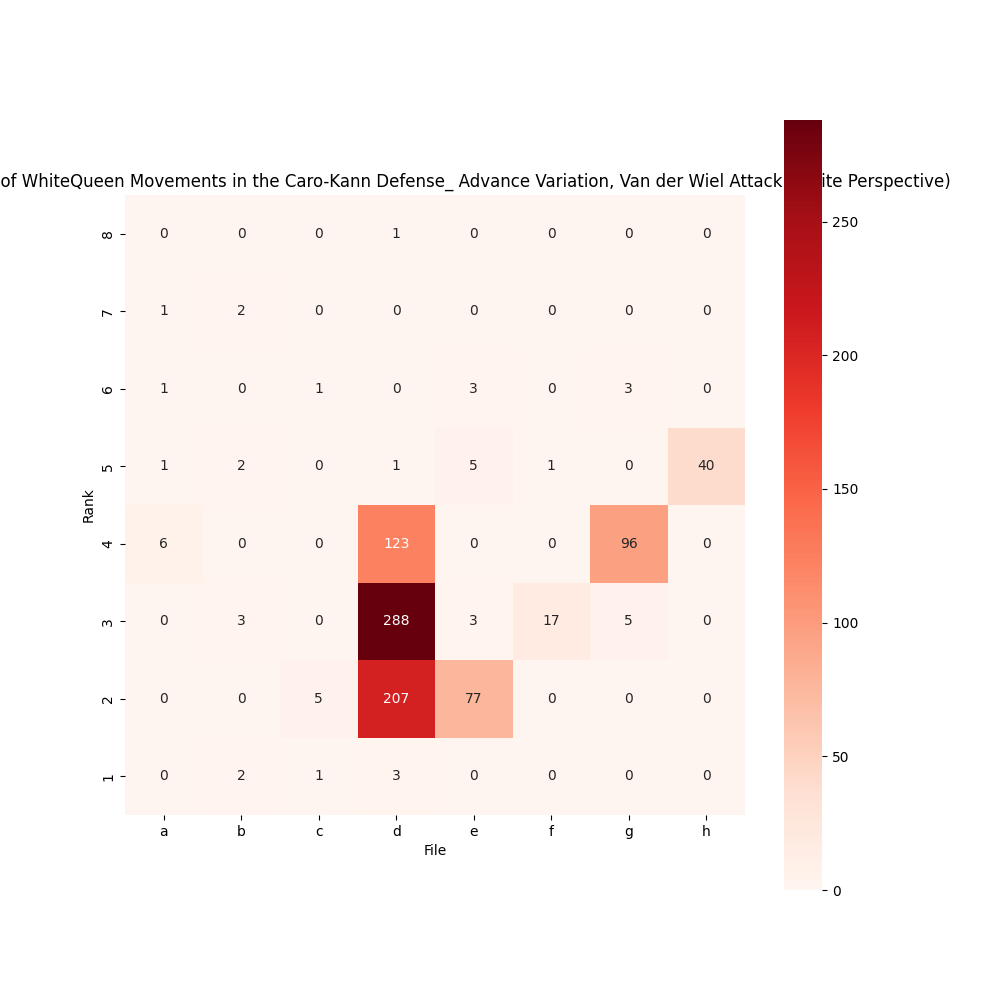 of WhiteQueen Movements in the Caro-Kann Defense_ Advance Variation, Van der Wiel Attack ite Perspective)
8 0 0 0 1 0 0 0 0
7 1 2 0 0 0 0 0 0
6 1 0 1 0 3 0 3 0
5 1 2 0 1 5 1 0 40
4 6 0 0 123 0 0 96 0
3 0 3 0 288 3 17 5 0
2 0 0 5 207 77 0 0 0
1 0 2 1 3 0 0 0 0
a b c d e f g h
File
Rank
250
200
150
100
50
0